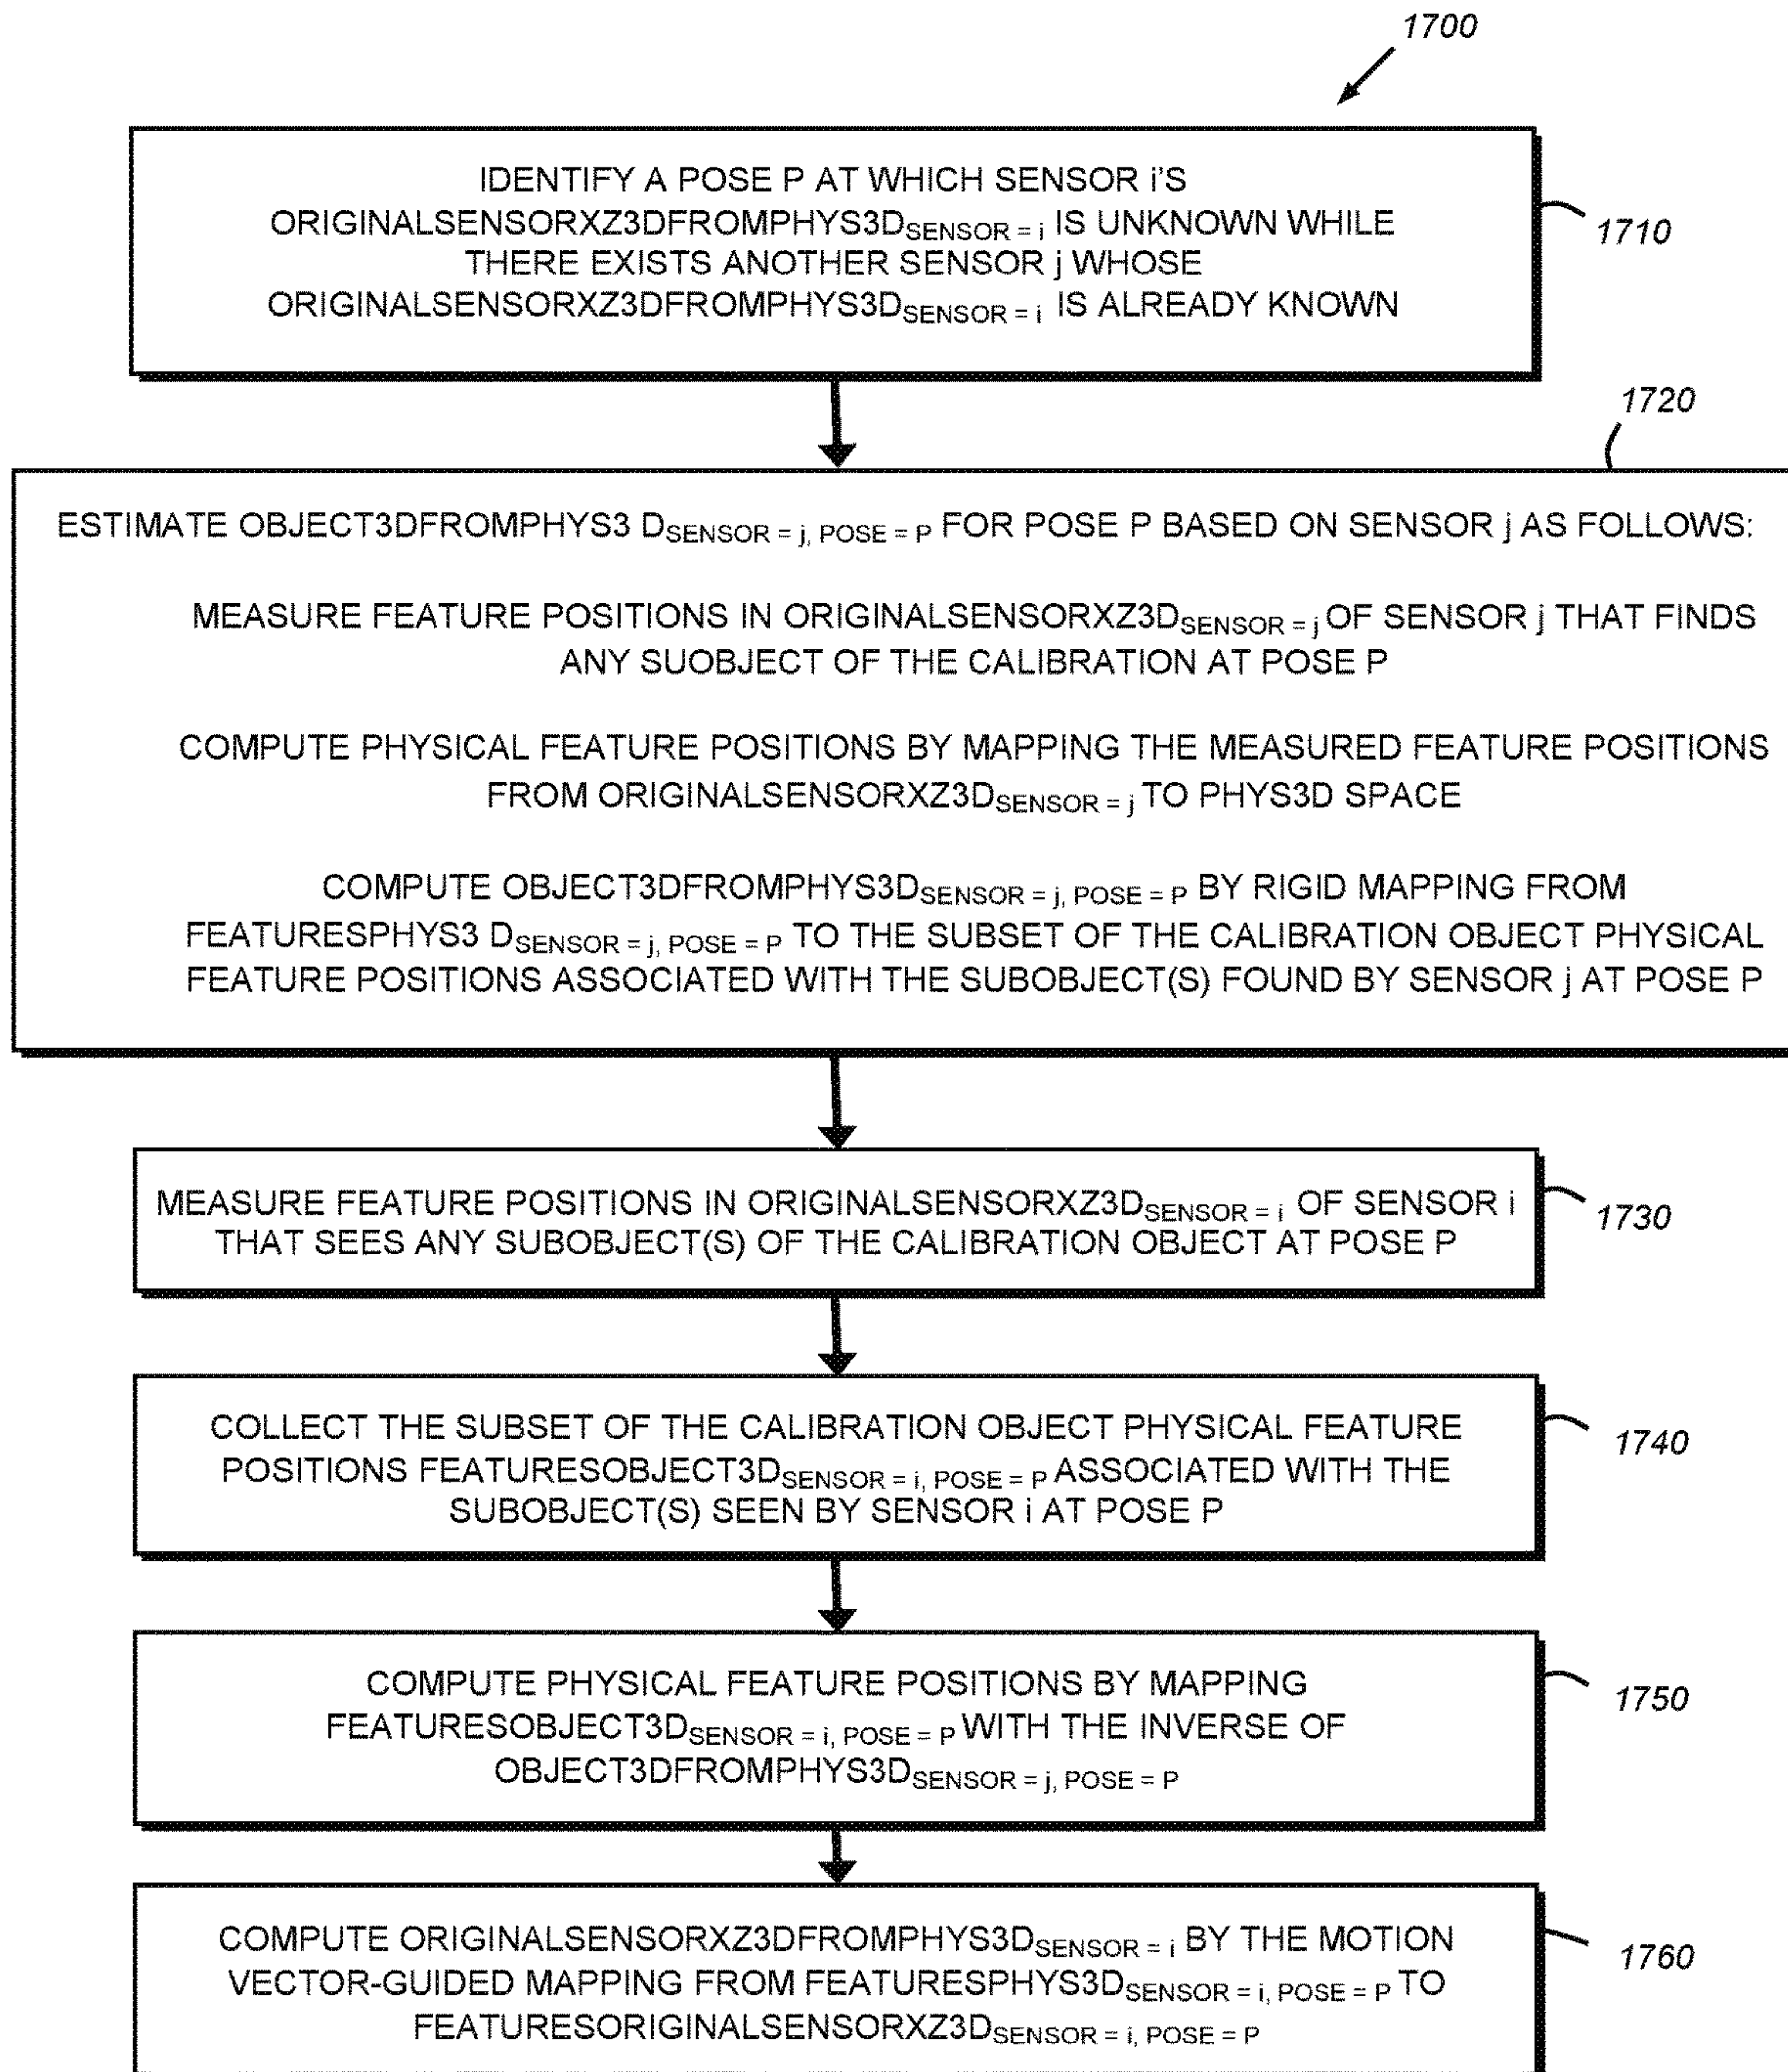 1700
IDENTIFY A POSE P AT WHICH SENSOR i'S
ORIGINALSENSORXZ3DFROMPHYS3DSENSOR = i IS UNKNOWN WHILE
THERE EXISTS ANOTHER SENSOR j WHOSE
ORIGINALSENSORXZ3DFROMPHYS3DSENSOR = i IS ALREADY KNOWN
1710
1720
ESTIMATE OBJECT3DFROMPHYS3 DSENSOR = j, POSE = P FOR POSE P BASED ON SENSOR j AS FOLLOWS:
MEASURE FEATURE POSITIONS IN ORIGINALSENSORXZ3DSENSOR = j OF SENSOR j THAT FINDS
ANY SUOBJECT OF THE CALIBRATION AT POSE P
COMPUTE PHYSICAL FEATURE POSITIONS BY MAPPING THE MEASURED FEATURE POSITIONS
FROM ORIGINALSENSORXZ3DSENSOR = j TO PHYS3D SPACE
COMPUTE OBJECT3DFROMPHYS3DSENSOR = j, POSE = P BY RIGID MAPPING FROM
FEATURESPHYS3 DSENSOR = j, POSE = P TO THE SUBSET OF THE CALIBRATION OBJECT PHYSICAL
FEATURE POSITIONS ASSOCIATED WITH THE SUBOBJECT(S) FOUND BY SENSOR j AT POSE P
MEASURE FEATURE POSITIONS IN ORIGINALSENSORXZ3DSENSOR = i OF SENSOR i
THAT SEES ANY SUBOBJECT(S) OF THE CALIBRATION OBJECT AT POSE P
1730
COLLECT THE SUBSET OF THE CALIBRATION OBJECT PHYSICAL FEATURE
POSITIONS FEATURESOBJECT3DSENSOR = i, POSE = P ASSOCIATED WITH THE
SUBOBJECT(S) SEEN BY SENSOR i AT POSE P
1740
COMPUTE PHYSICAL FEATURE POSITIONS BY MAPPING
FEATURESOBJECT3DSENSOR = i, POSE = P WITH THE INVERSE OF
OBJECT3DFROMPHYS3DSENSOR = j, POSE = P
1750
COMPUTE ORIGINALSENSORXZ3DFROMPHYS3DSENSOR = i BY THE MOTION
VECTOR-GUIDED MAPPING FROM FEATURESPHYS3DSENSOR = i, POSE = P TO
FEATURESORIGINALSENSORXZ3DSENSOR = i, POSE = P
1760